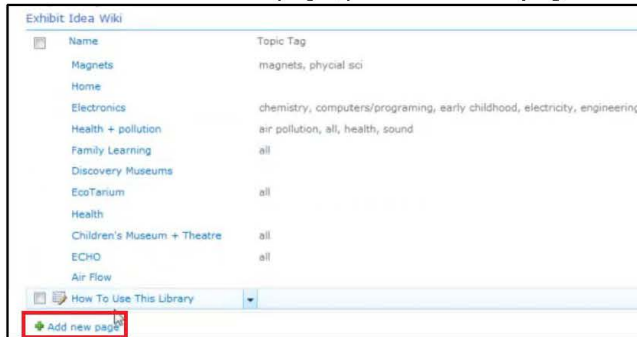 Exhibit Idea Wiki
Name Topic Tag
Magnets magnets, phycial sci
Home
Electronics chemistry, computers/programing, early childhood, electricity, engineering
Health + pollution air pollution, all, health, sound
Family Learning all
Discovery Museums
EcoTarium all
Health
Children's Museum + Theatre all
ECHO all
Air Flow
How To Use This Library
Add new page